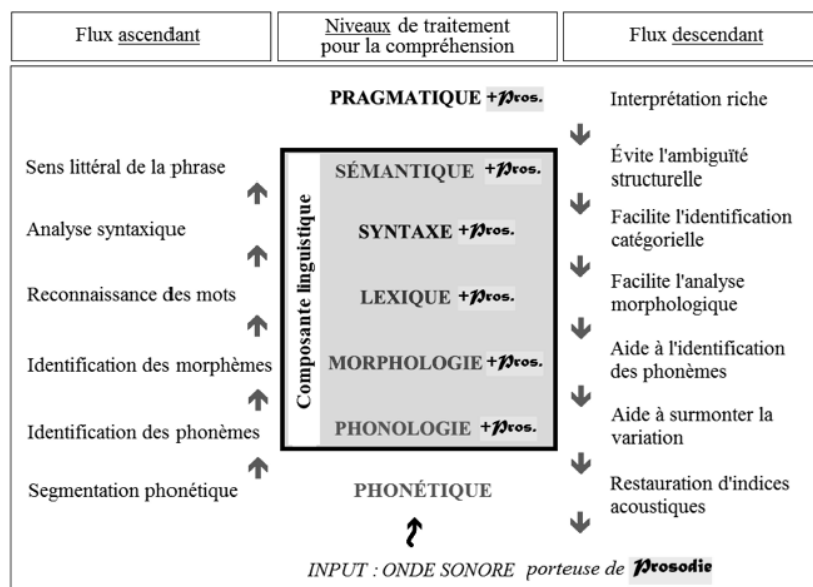 Flux ascendant
Niveaux de traitement
pour la compréhension
Flux descendant
PRAGMATIQUE +Pros.
Interprétation riche
Sens littéral de la phrase
SÉMANTIQUE +Pros.
Évite l'ambiguïté
structurelle
Analyse syntaxique
SYNTAXE +Pros.
Facilite l'identification
catégorielle
Reconnaissance des mots
LEXIQUE +Pros.
Facilite l'analyse
morphologique
Identification des morphèmes
MORPHOLOGIE +Pros.
Aide à l'identification
des phonèmes
Identification des phonèmes
PHONOLOGIE +Pros.
Aide à surmonter la
variation
Composante linguistique
Segmentation phonétique
PHONÉTIQUE
Restauration d'indices
acoustiques
INPUT : ONDE SONORE porteuse de Prosodie